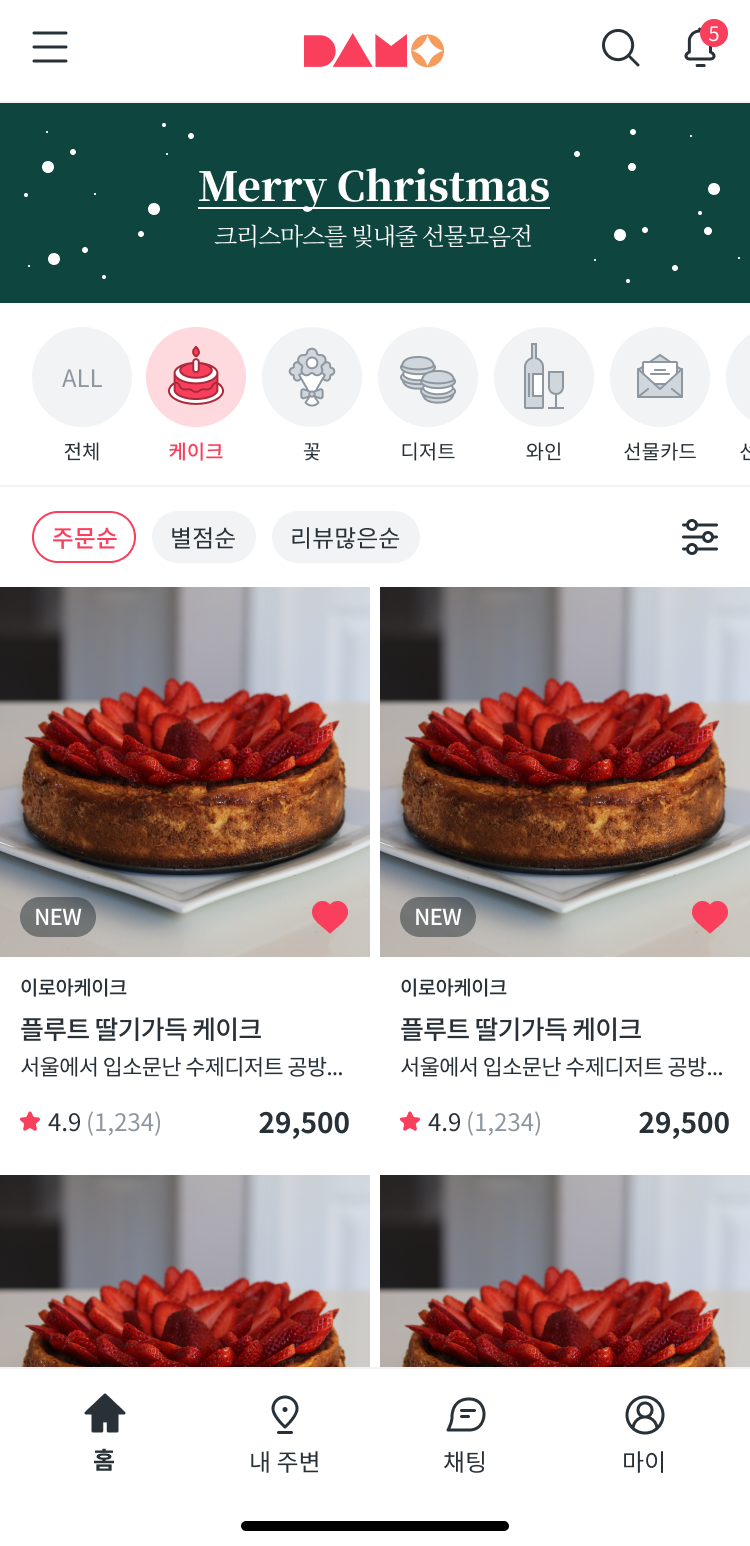 DAMO
5
Merry Christmas
크리스마스를 빛내줄 선물모음전
ALL
전체 케이크 꽃 디저트 와인 선물카드
주문순 별점순 리뷰많은순
NEW NEW
이로아케이크 이로아케이크
플루트 딸기가득 케이크 플루트 딸기가득 케이크
서울에서 입소문난 수제디저트 공방... 서울에서 입소문난 수제디저트 공방...
4.9 (1,234) 29,500 4.9 (1,234) 29,500
홈 내 주변 채팅 마이